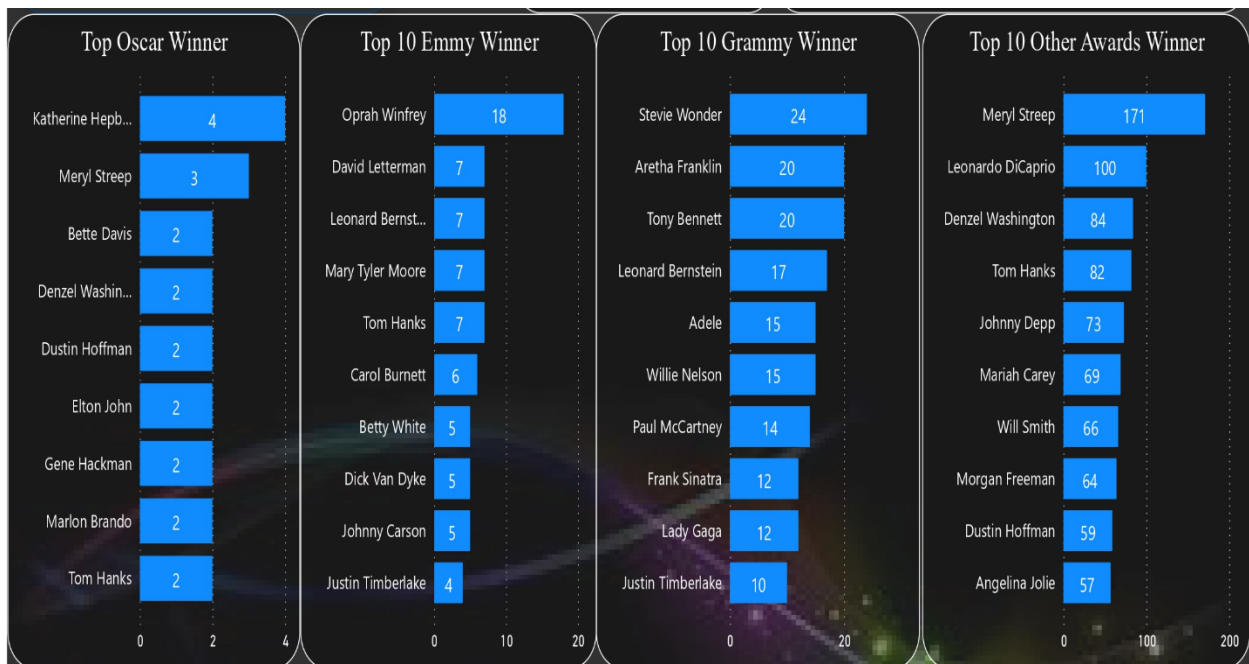 Top Oscar Winner
Katherine Hepb... 4
Meryl Streep 3
Bette Davis 2
Denzel Washin... 2
Dustin Hoffman 2
Elton John 2
Gene Hackman 2
Marlon Brando 2
Tom Hanks 2
0 2 4
Top 10 Emmy Winner
Oprah Winfrey 18
David Letterman 7
Leonard Bernst... 7
Mary Tyler Moore 7
Tom Hanks 7
Carol Burnett 6
Betty White 5
Dick Van Dyke 5
Johnny Carson 5
Justin Timberlake 4
0 10 20
Top 10 Grammy Winner
Stevie Wonder 24
Aretha Franklin 20
Tony Bennett 20
Leonard Bernstein 17
Adele 15
Willie Nelson 15
Paul McCartney 14
Frank Sinatra 12
Lady Gaga 12
Justin Timberlake 10
0 20
Top 10 Other Awards Winner
Meryl Streep 171
Leonardo DiCaprio 100
Denzel Washington 84
Tom Hanks 82
Johnny Depp 73
Mariah Carey 69
Will Smith 66
Morgan Freeman 64
Dustin Hoffman 59
Angelina Jolie 57
0 100 200